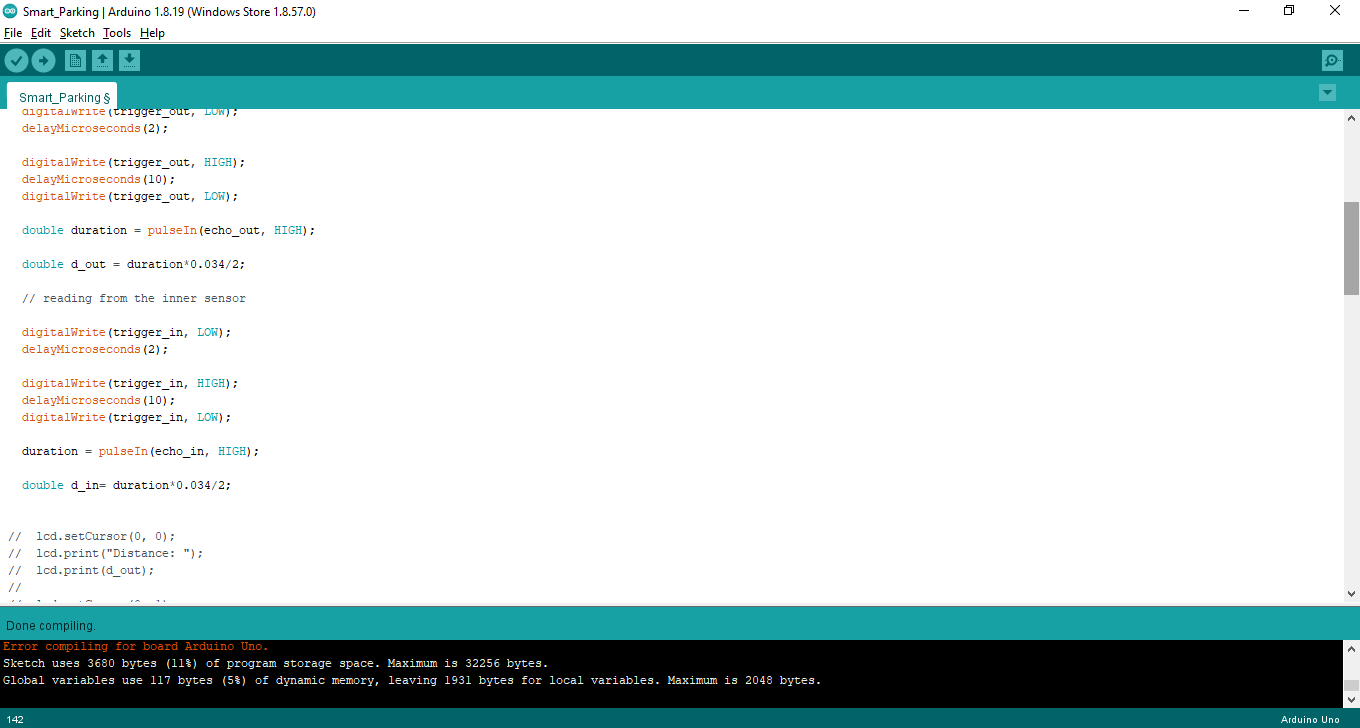 Smart_Parking | Arduino 1.8.19 (Windows Store 1.8.57.0)
File Edit Sketch Tools Help
Smart_Parking §
digitalWrite(trigger_out, LOW);
delayMicroseconds(2);
digitalWrite(trigger_out, HIGH);
delayMicroseconds(10);
digitalWrite(trigger_out, LOW);
double duration = pulseIn(echo_out, HIGH);
double d_out = duration*0.034/2;
// reading from the inner sensor
digitalWrite(trigger_in, LOW);
delayMicroseconds(2);
digitalWrite(trigger_in, HIGH);
delayMicroseconds(10);
digitalWrite(trigger_in, LOW);
duration = pulseIn(echo_in, HIGH);
double d_in= duration*0.034/2;
//  lcd.setCursor(0, 0);
//  lcd.print("Distance: ");
//  lcd.print(d_out);
//
Done compiling.
Error compiling for board Arduino Uno.
Sketch uses 3680 bytes (11%) of program storage space. Maximum is 32256 bytes.
Global variables use 117 bytes (5%) of dynamic memory, leaving 1931 bytes for local variables. Maximum is 2048 bytes.
142 Arduino Uno